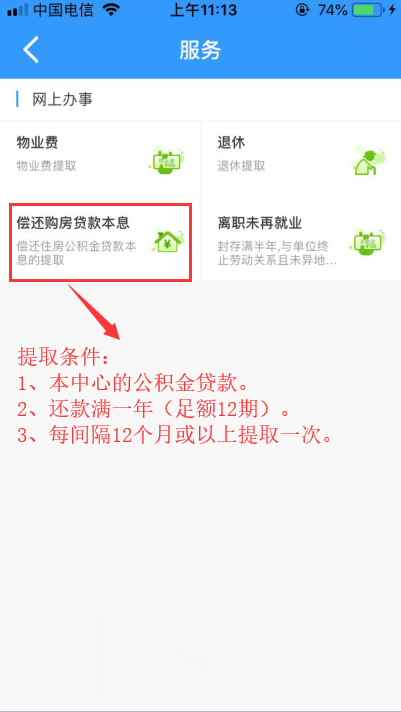 中国电信 上午11:13 74%
服务
网上办事
物业费
物业费提取
退休
退休提取
偿还购房贷款本息
偿还住房公积金贷款本
息的提取
离职未再就业
封存满半年,与单位终
止劳动关系且未异地...
提取条件:
1、本中心的公积金贷款。
2、还款满一年（足额12期）。
3、每间隔12个月或以上提取一次。